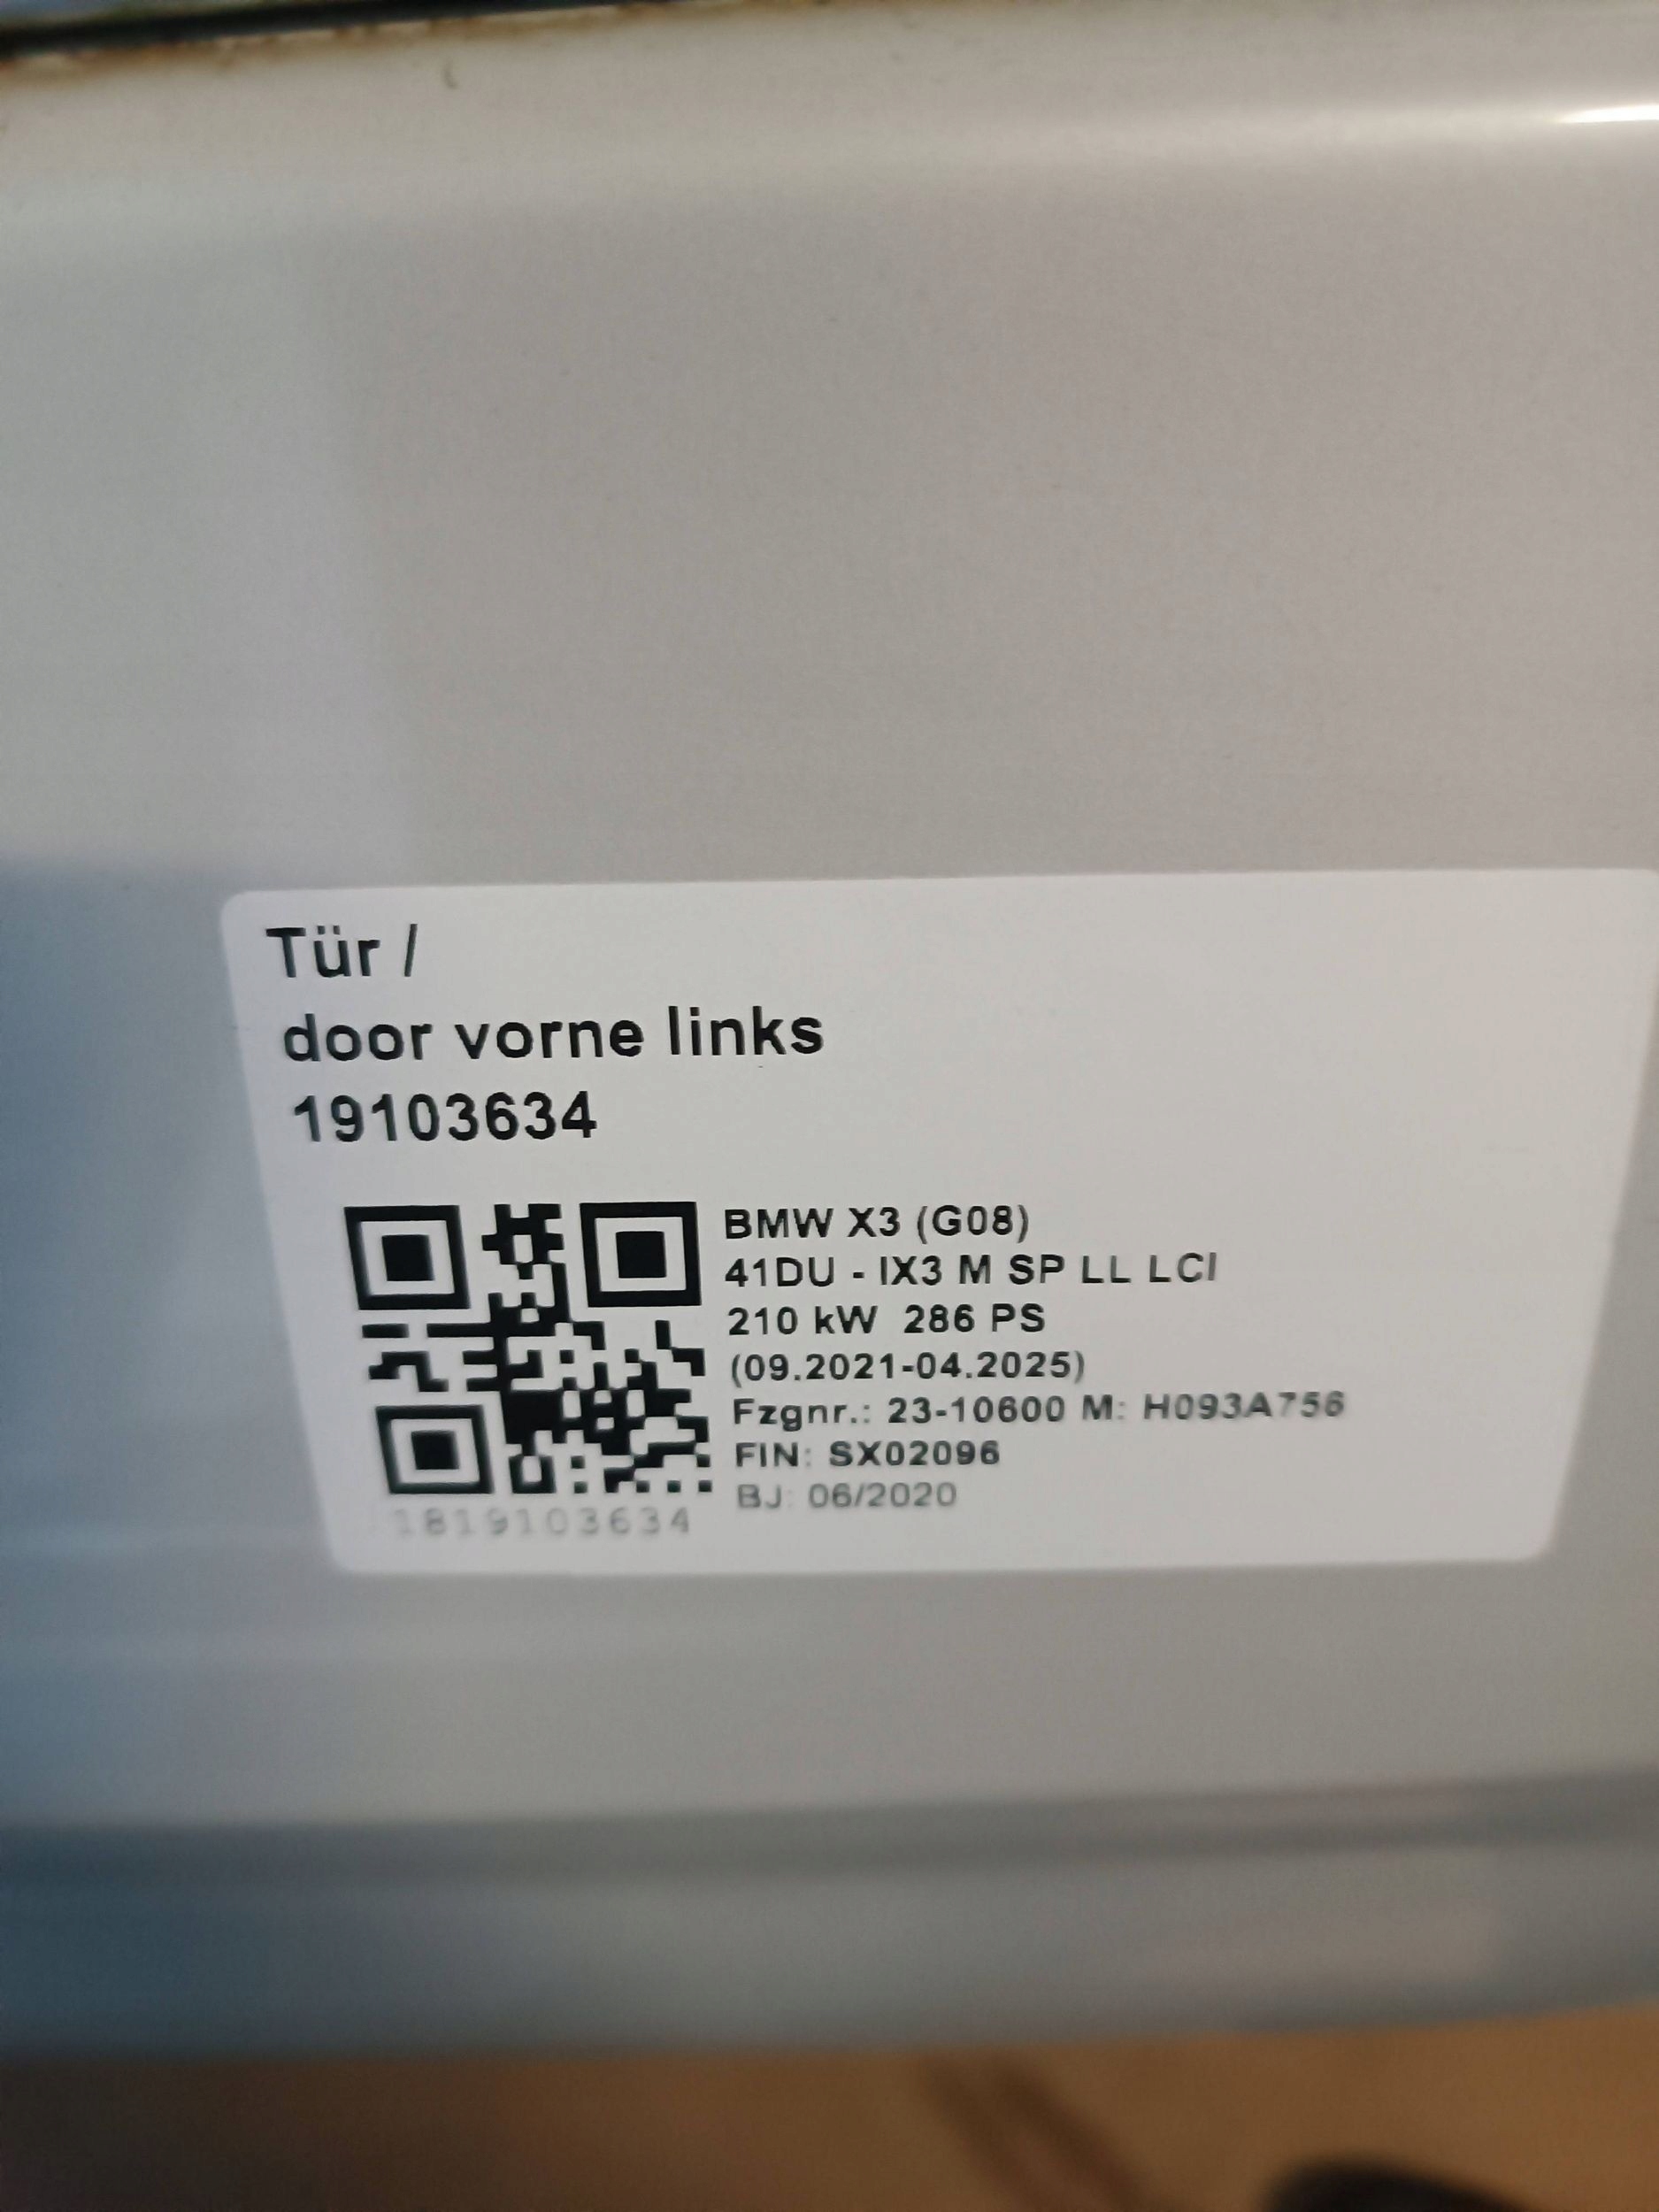 Tür /
door vorne links
19103634
BMW X3 (G08)
41DU - IX3 M SP LL LCI
210 kW 286 PS
(09.2021-04.2025)
Fzgnr.: 23-10600 M: H093A756
FIN: SX02096
BJ: 06/2020
1819103634